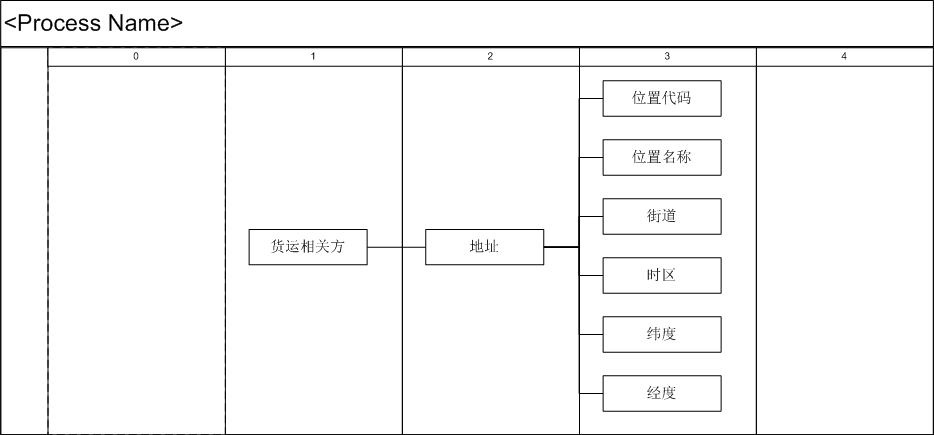 <Process Name>
0
1
2
3
4
位置代码
位置名称
街道
货运相关方
地址
时区
纬度
经度